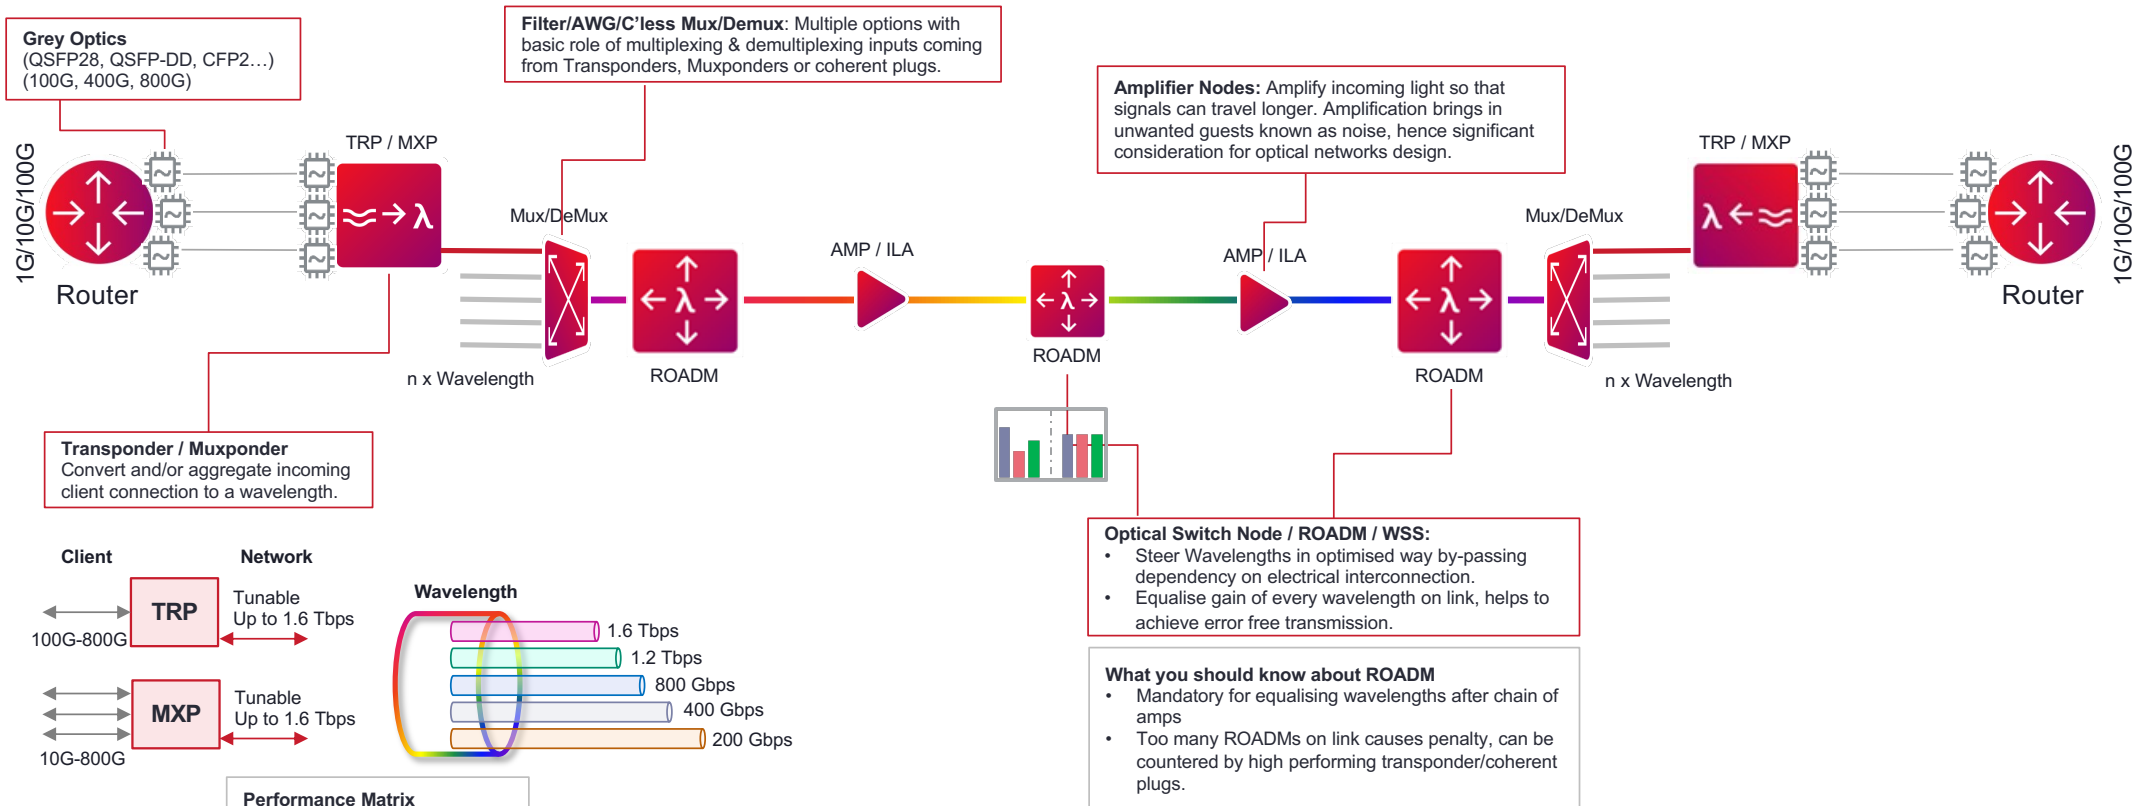 Grey Optics
(QSFP28, QSFP-DD, CFP2…)
(100G, 400G, 800G)
Filter/AWG/C’less Mux/Demux: Multiple options with
basic role of multiplexing & demultiplexing inputs coming
from Transponders, Muxponders or coherent plugs.
Amplifier Nodes: Amplify incoming light so that
signals can travel longer. Amplification brings in
unwanted guests known as noise, hence significant
consideration for optical networks design.
1G/10G/100G
Router
TRP / MXP
λ
Mux/DeMux
n x Wavelength
λ
ROADM
AMP / ILA
λ
ROADM
AMP / ILA
λ
ROADM
Mux/DeMux
n x Wavelength
TRP / MXP
λ
Router
1G/10G/100G
Transponder / Muxponder
Convert and/or aggregate incoming
client connection to a wavelength.
Optical Switch Node / ROADM / WSS:
• Steer Wavelengths in optimised way by-passing
dependency on electrical interconnection.
• Equalise gain of every wavelength on link, helps to
achieve error free transmission.
What you should know about ROADM
• Mandatory for equalising wavelengths after chain of
amps
• Too many ROADMs on link causes penalty, can be
countered by high performing transponder/coherent
plugs.
Client
Network
TRP
100G-800G
Tunable
Up to 1.6 Tbps
MXP
10G-800G
Tunable
Up to 1.6 Tbps
Wavelength
1.6 Tbps
1.2 Tbps
800 Gbps
400 Gbps
200 Gbps
Performance Matrix